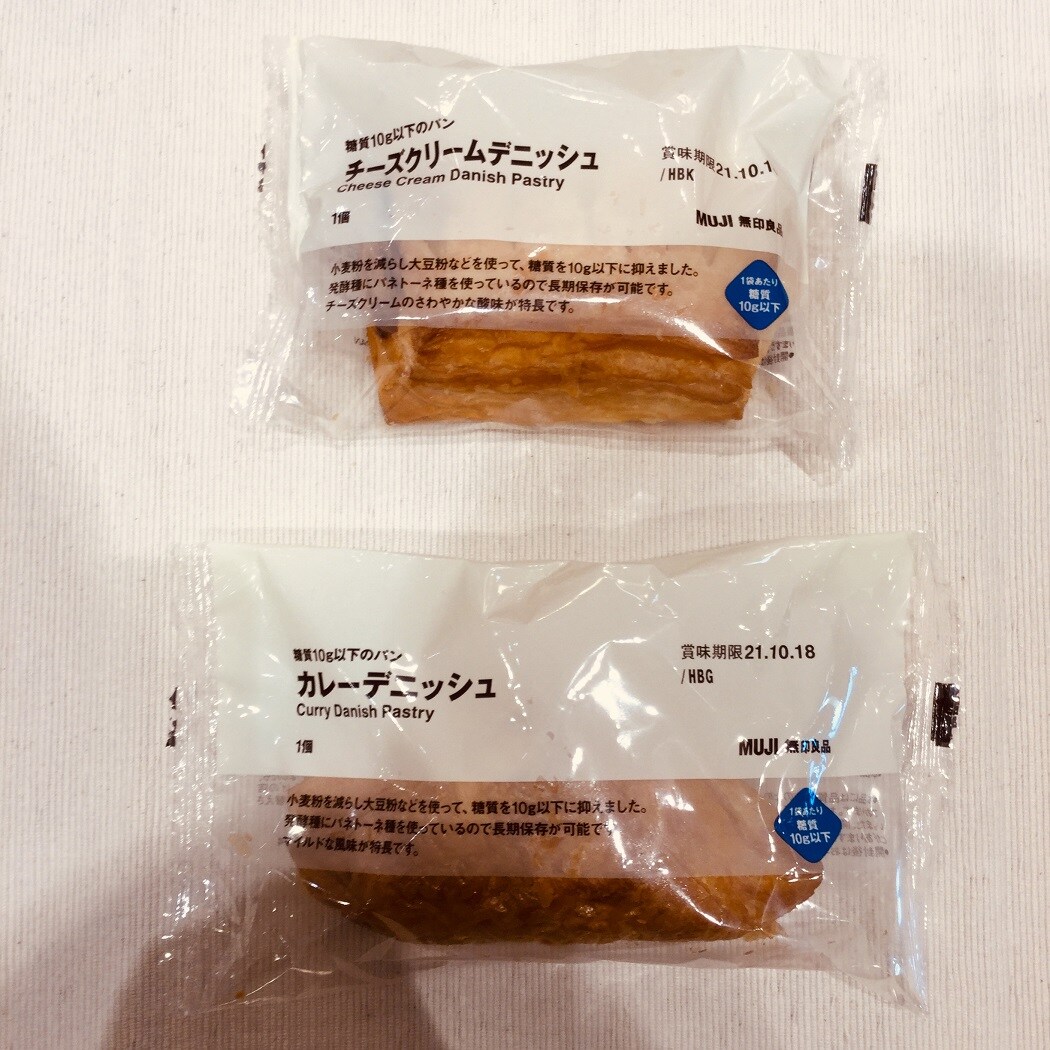 糖質10g以下のパン
チーズクリームデニッシュ
Cheese Cream Danish Pastry
賞味期限21.10.1
/HBK
1個
MUJI 無印良品
小麦粉を減らし大豆粉などを使って、糖質を10g以下に抑えました。
発酵種にパネトーネ種を使っているので長期保存が可能です。
チーズクリームのさわやかな酸味が特長です。
1袋あたり
糖質
10g以下
糖質10g以下のパン
カレーデニッシュ
Curry Danish Pastry
賞味期限21.10.18
/HBG
1個
MUJI 無印良品
小麦粉を減らし大豆粉などを使って、糖質を10g以下に抑えました。
発酵種にパネトーネ種を使っているので長期保存が可能です
マイルドな風味が特長です。
1袋あたり
糖質
10g以下